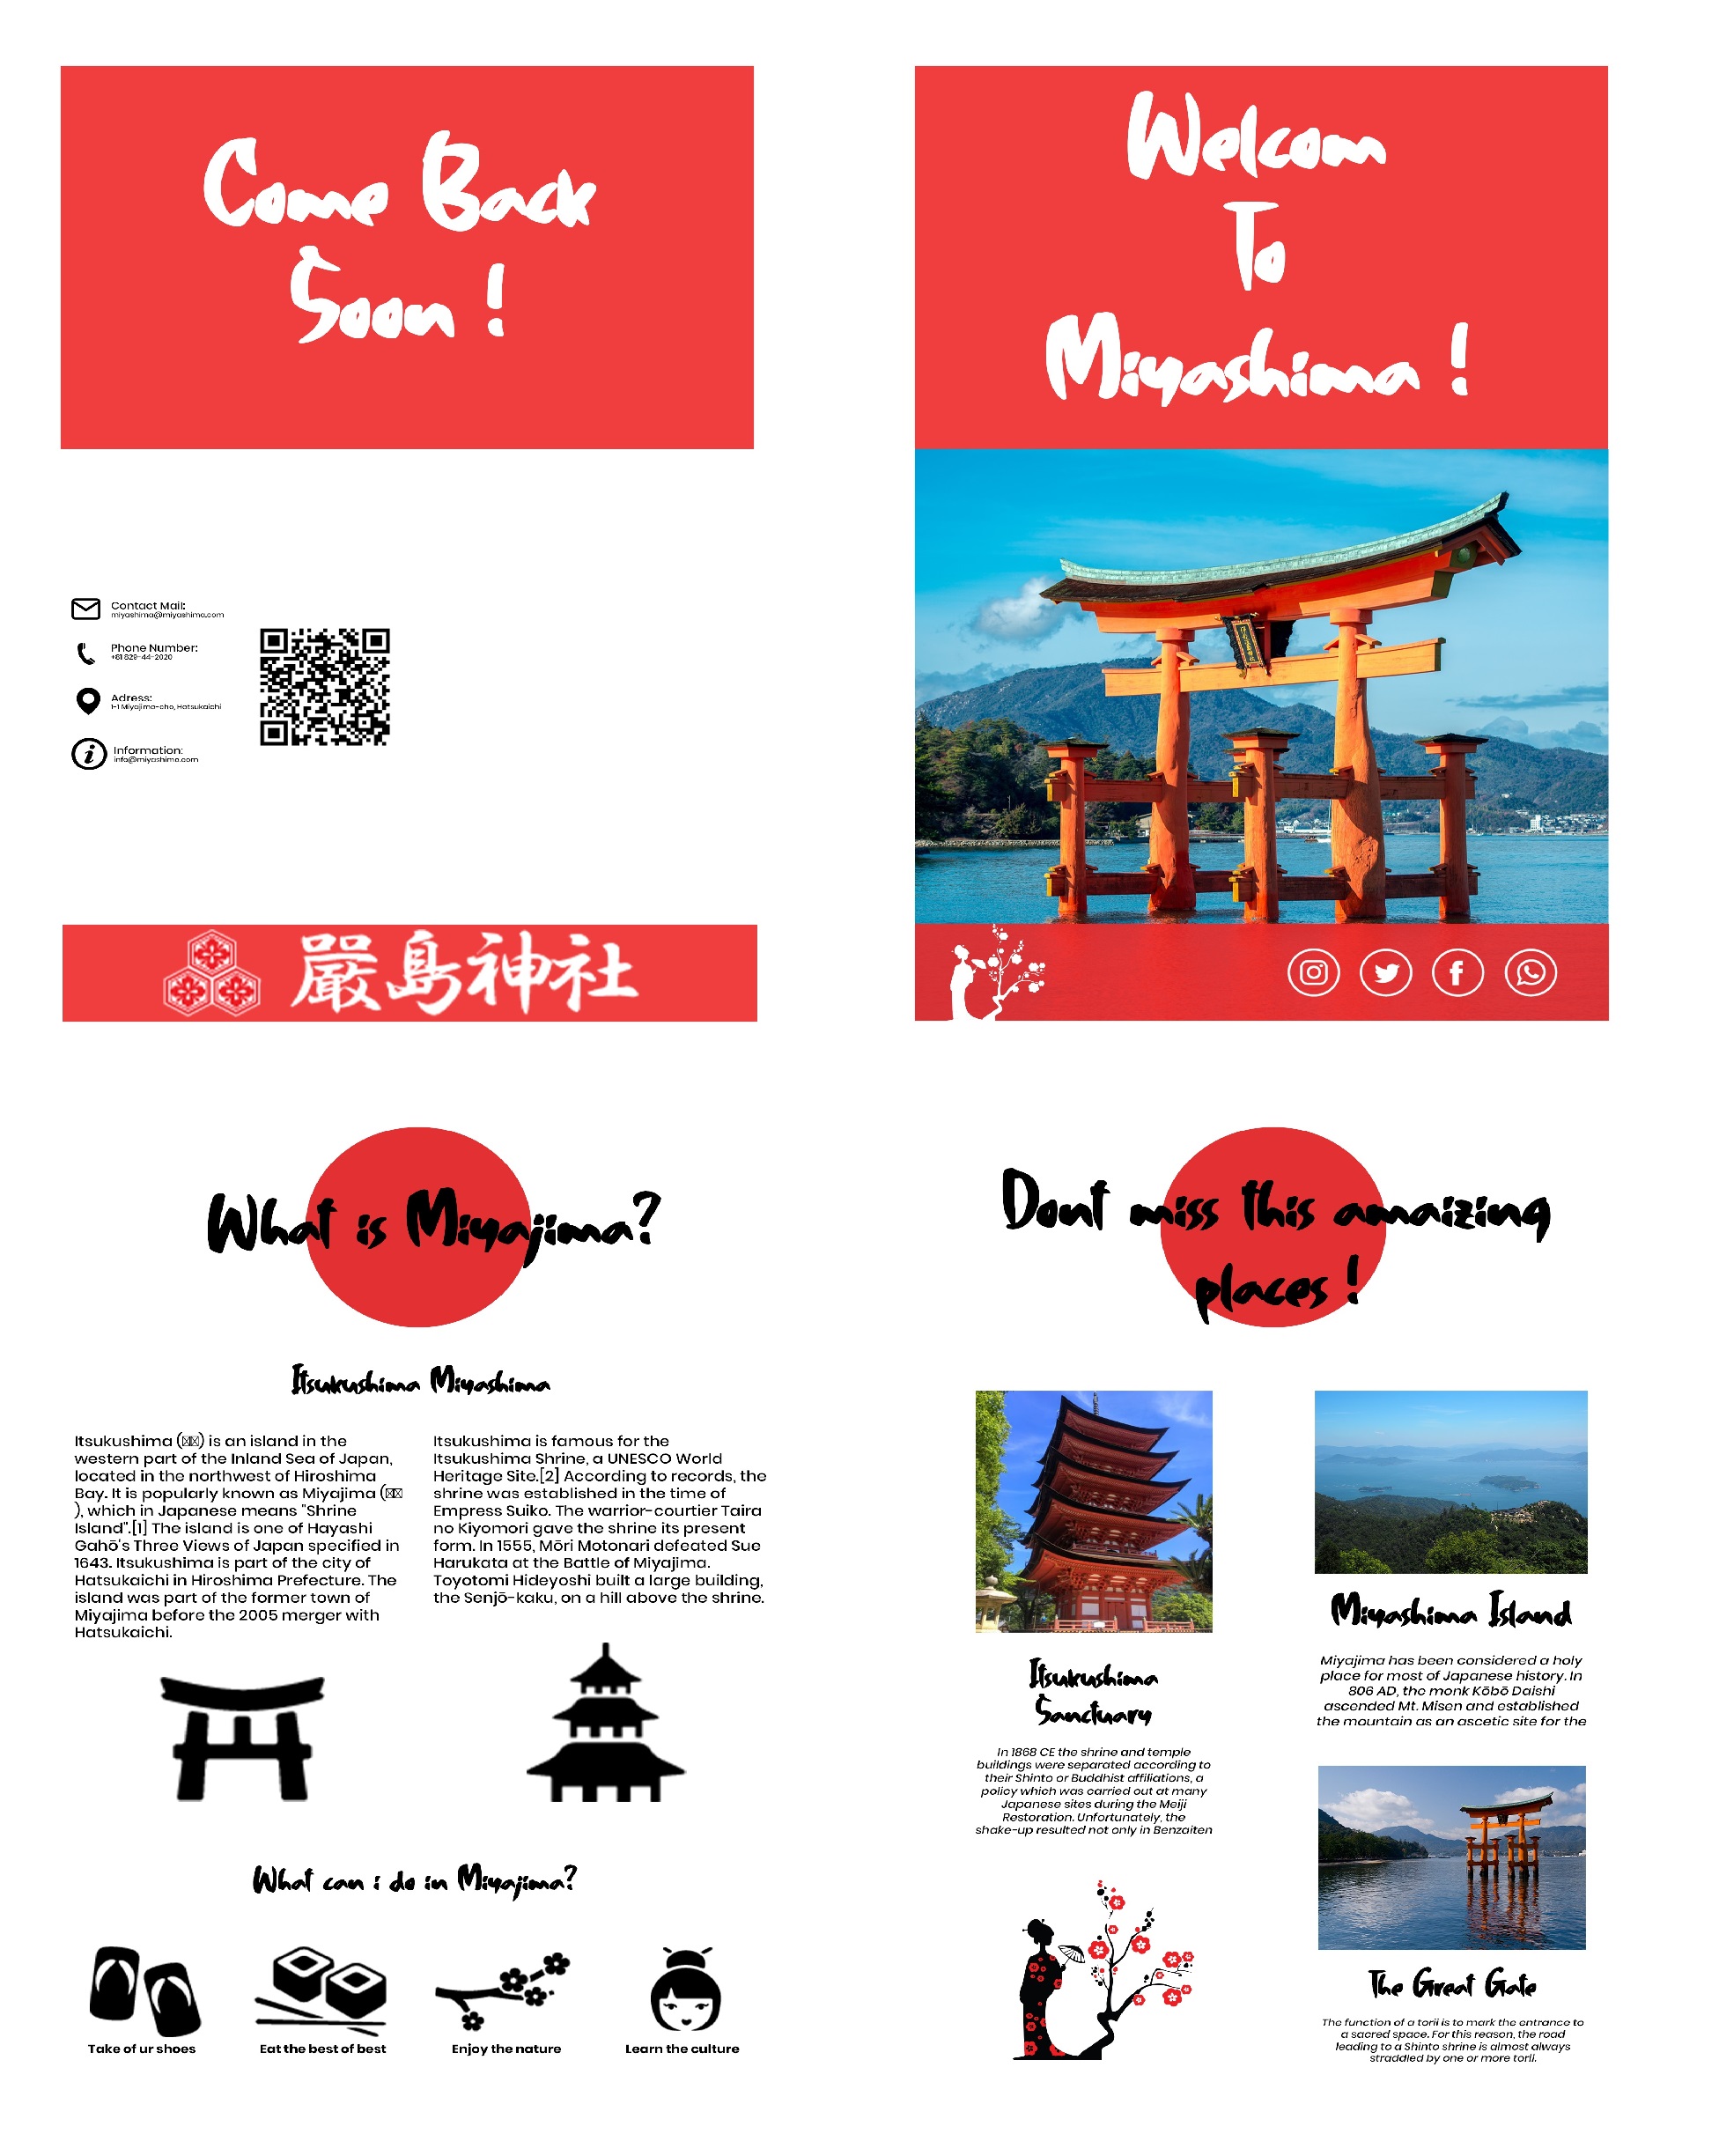 Come Back
Soon !
Contact Mail:
miyashima@miyashima.com
Phone Number:
+81 829-44-2020
Adress:
1-1 Miyajima-cho, Hatsukaichi
Information:
info@miyashima.com
嚴島神社
Welcom
To
Miyashima !
What is Miyajima?
Itsukushima Miyashima
Itsukushima (☒☒) is an island in the
western part of the Inland Sea of Japan,
located in the northwest of Hiroshima
Bay. It is popularly known as Miyajima (☒☒
), which in Japanese means "Shrine
Island".[1] The island is one of Hayashi
Gahō's Three Views of Japan specified in
1643. Itsukushima is part of the city of
Hatsukaichi in Hiroshima Prefecture. The
island was part of the former town of
Miyajima before the 2005 merger with
Hatsukaichi.
Itsukushima is famous for the
Itsukushima Shrine, a UNESCO World
Heritage Site.[2] According to records, the
shrine was established in the time of
Empress Suiko. The warrior-courtier Taira
no Kiyomori gave the shrine its present
form. In 1555, Mōri Motonari defeated Sue
Harukata at the Battle of Miyajima.
Toyotomi Hideyoshi built a large building,
the Senjō-kaku, on a hill above the shrine.
What can i do in Miyajima?
Take of ur shoes
Eat the best of best
Enjoy the nature
Learn the culture
Dont miss this amaizing
places !
Itsukushima
Sanctuary
In 1868 CE the shrine and temple
buildings were separated according to
their Shinto or Buddhist affiliations, a
policy which was carried out at many
Japanese sites during the Meiji
Restoration. Unfortunately, the
shake-up resulted not only in Benzaiten
Miyashima Island
Miyajima has been considered a holy
place for most of Japanese history. In
806 AD, the monk Kōbō Daishi
ascended Mt. Misen and established
the mountain as an ascetic site for the
The Great Gate
The function of a torii is to mark the entrance to
a sacred space. For this reason, the road
leading to a Shinto shrine is almost always
straddled by one or more torii.